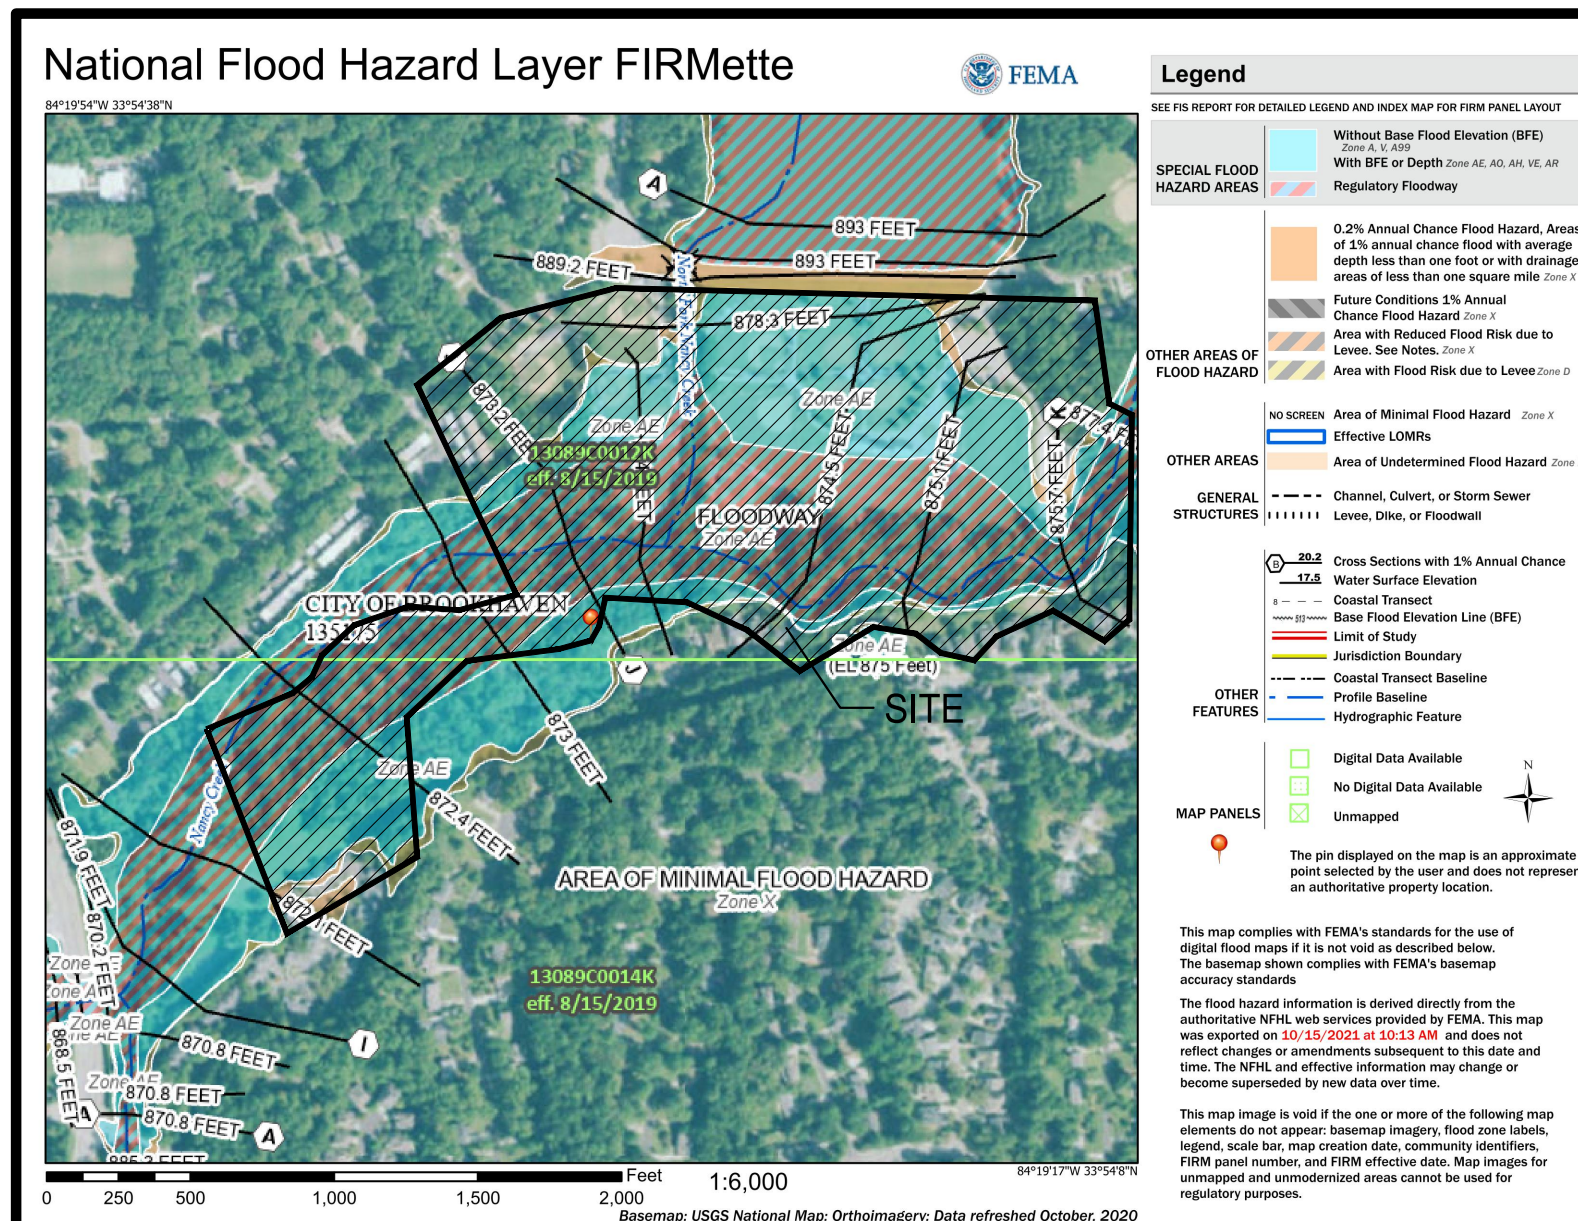 National Flood Hazard Layer FIRMette
FEMA
84°19'54"W 33°54'38"N
A
893 FEET
893 FEET
889.2 FEET
878.3 FEET
North Fork Nancy Creek
Zone AE
873.2 FEET
Zone AE
877.4
K
13089C0012K
eff. 8/15/2019
874.5 FEET
875.1 FEET
875.7 FEET
FLOODWAY
Zone AE
CITY OF BROOKHAVEN
135175
Zone AE
(EL 875 Feet)
J
SITE
873 FEET
Zone AE
872.4 FEET
Nancy Creek
871.9 FEET
AREA OF MINIMAL FLOOD HAZARD
Zone X
872.1 FEET
870.2 FEET
Zone
13089C0014K
eff. 8/15/2019
Zone AE
I
870.8 FEET
868.5 FEET
Zone AE
870.8 FEET
A
870.8 FEET
A
Feet
0 250 500 1,000 1,500 2,000
1:6,000
84°19'17"W 33°54'8"N
Basemap: USGS National Map: Orthoimagery: Data refreshed October, 2020
Legend
SEE FIS REPORT FOR DETAILED LEGEND AND INDEX MAP FOR FIRM PANEL LAYOUT
SPECIAL FLOOD
HAZARD AREAS
Without Base Flood Elevation (BFE)
Zone A, V, A99
With BFE or Depth Zone AE, AO, AH, VE, AR
Regulatory Floodway
OTHER AREAS OF
FLOOD HAZARD
0.2% Annual Chance Flood Hazard, Areas
of 1% annual chance flood with average
depth less than one foot or with drainage
areas of less than one square mile Zone X
Future Conditions 1% Annual
Chance Flood Hazard Zone X
Area with Reduced Flood Risk due to
Levee. See Notes. Zone X
Area with Flood Risk due to Levee Zone D
OTHER AREAS
NO SCREEN Area of Minimal Flood Hazard Zone X
Effective LOMRs
Area of Undetermined Flood Hazard Zone
GENERAL
STRUCTURES
Channel, Culvert, or Storm Sewer
Levee, Dike, or Floodwall
OTHER
FEATURES
B 20.2 Cross Sections with 1% Annual Chance
17.5 Water Surface Elevation
8 Coastal Transect
513 Base Flood Elevation Line (BFE)
Limit of Study
Jurisdiction Boundary
Coastal Transect Baseline
Profile Baseline
Hydrographic Feature
MAP PANELS
Digital Data Available
No Digital Data Available
Unmapped
N
The pin displayed on the map is an approximate
point selected by the user and does not represen
an authoritative property location.
This map complies with FEMA's standards for the use of
digital flood maps if it is not void as described below.
The basemap shown complies with FEMA's basemap
accuracy standards
The flood hazard information is derived directly from the
authoritative NFHL web services provided by FEMA. This map
was exported on 10/15/2021 at 10:13 AM and does not
reflect changes or amendments subsequent to this date and
time. The NFHL and effective information may change or
become superseded by new data over time.
This map image is void if the one or more of the following map
elements do not appear: basemap imagery, flood zone labels,
legend, scale bar, map creation date, community identifiers,
FIRM panel number, and FIRM effective date. Map images for
unmapped and unmodernized areas cannot be used for
regulatory purposes.